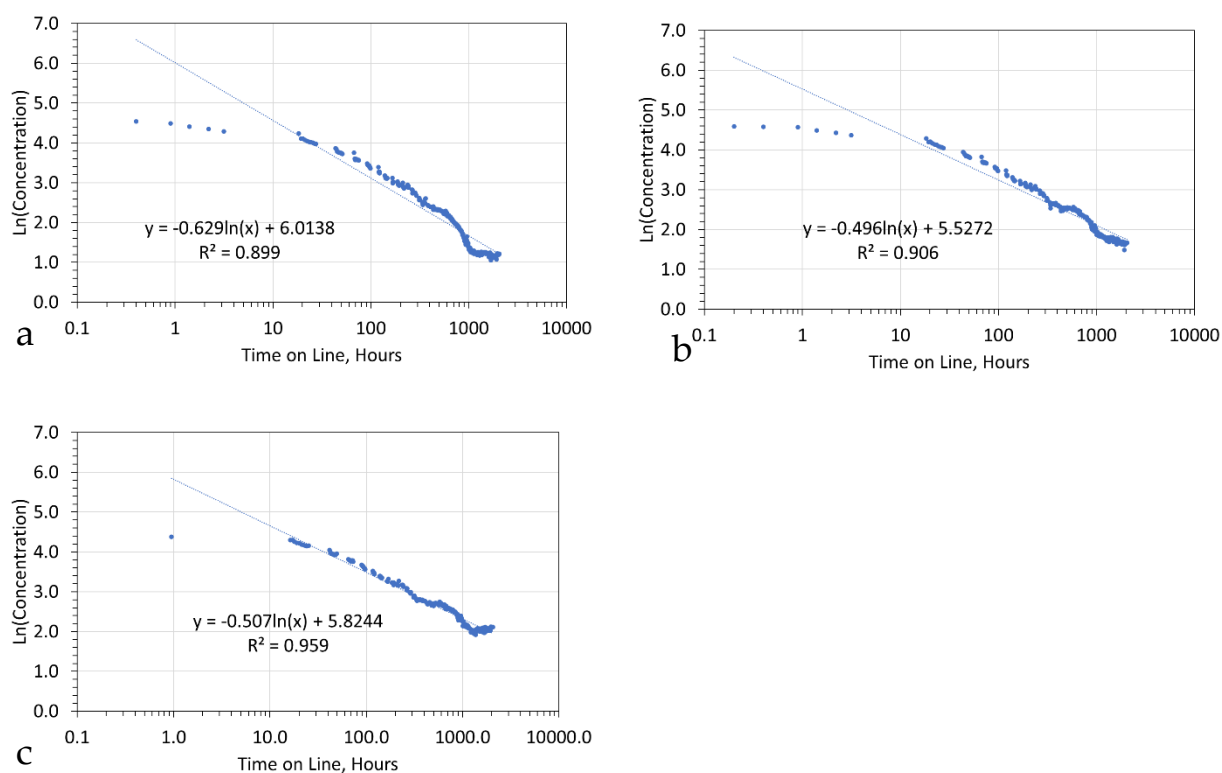 7.0
6.0
5.0
4.0
3.0
2.0
1.0
0.0
Ln(Concentration)
y = -0.629ln(x) + 6.0138
R² = 0.899
0.1 1 10 100 1000 10000
Time on Line, Hours
a
7.0
6.0
5.0
4.0
3.0
2.0
1.0
0.0
Ln(Concentration)
y = -0.496ln(x) + 5.5272
R² = 0.906
0.1 1 10 100 1000 10000
Time on Line, Hours
b
7.0
6.0
5.0
4.0
3.0
2.0
1.0
0.0
Ln(Concentration)
y = -0.507ln(x) + 5.8244
R² = 0.959
0.1 1.0 10.0 100.0 1000.0 10000.0
Time on Line, Hours
c